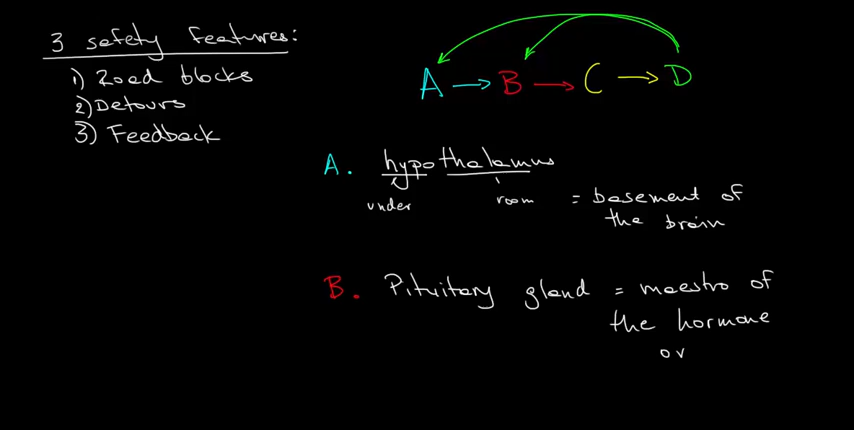 3 safety features:
1) Road blocks
2) Detours
3) Feedback
A → B → C → D
A. hypothalamus
under room
= basement of
the brain
B. Pituitary gland = maestro of
the hormone
or